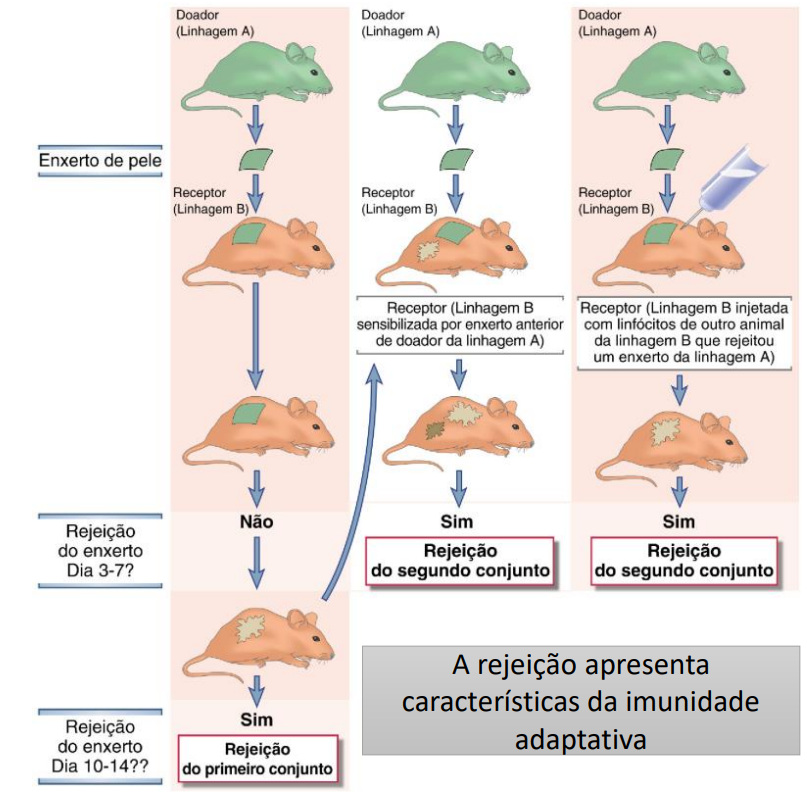 Doador
(Linhagem A)
Doador
(Linhagem A)
Doador
(Linhagem A)
Enxerto de pele
Receptor
(Linhagem B)
Receptor
(Linhagem B)
Receptor
(Linhagem B)
Receptor (Linhagem B
sensibilizada por enxerto anterior
de doador da linhagem A)
Receptor (Linhagem B injetada
com linfócitos de outro animal
da linhagem B que rejeitou
um enxerto da linhagem A)
Rejeição
do enxerto
Dia 3-7?
Não
Sim
Rejeição
do segundo conjunto
Sim
Rejeição
do segundo conjunto
A rejeição apresenta
características da imunidade
adaptativa
Rejeição
do enxerto
Dia 10-14??
Sim
Rejeição
do primeiro conjunto